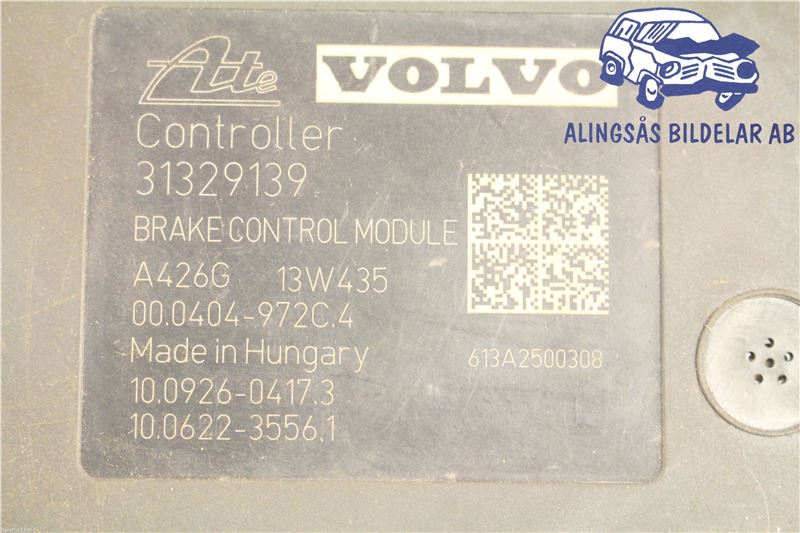 Ate VOLVO
ALINGSÅS BILDELAR AB
Controller
31329139
BRAKE CONTROL MODULE
A426G 13W435
00.0404-972C.4
Made in Hungary
613A2500308
10.0926-0417.3
10.0622-3556.1